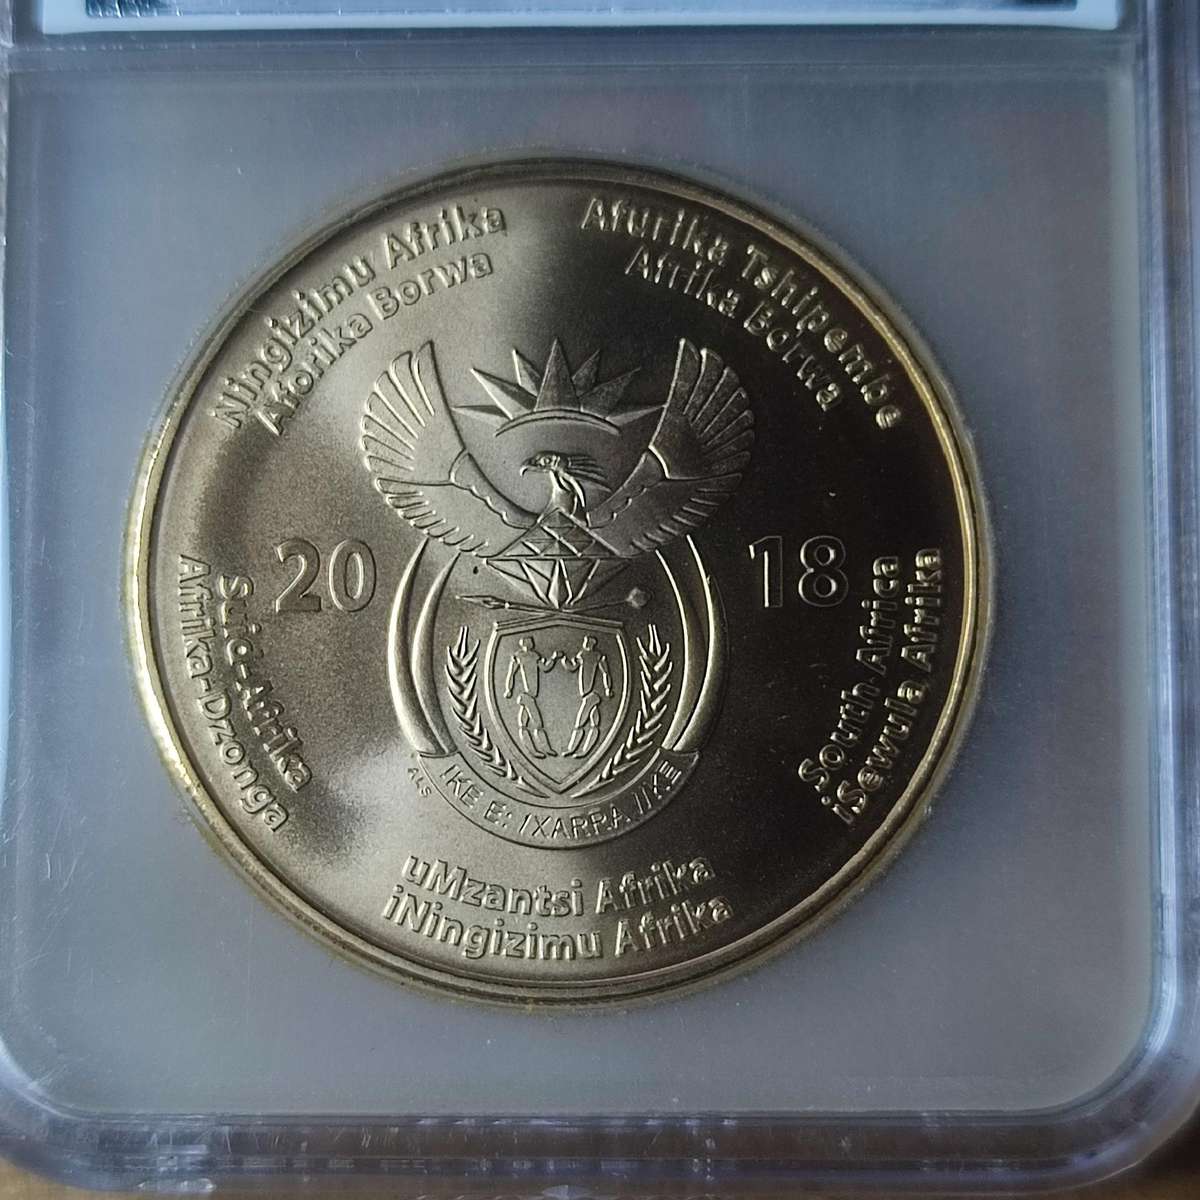 Ningizimu Afrika
Aforika Borwa
Afurika Tshipembe
Afrika Borwa
20 18
Suid-Afrika
Afrika-Dzonga
South Africa
iSewula Afrika
ALS
!KE E: /XARRA //KE
uMzantsi Afrika
iNingizimu Afrika